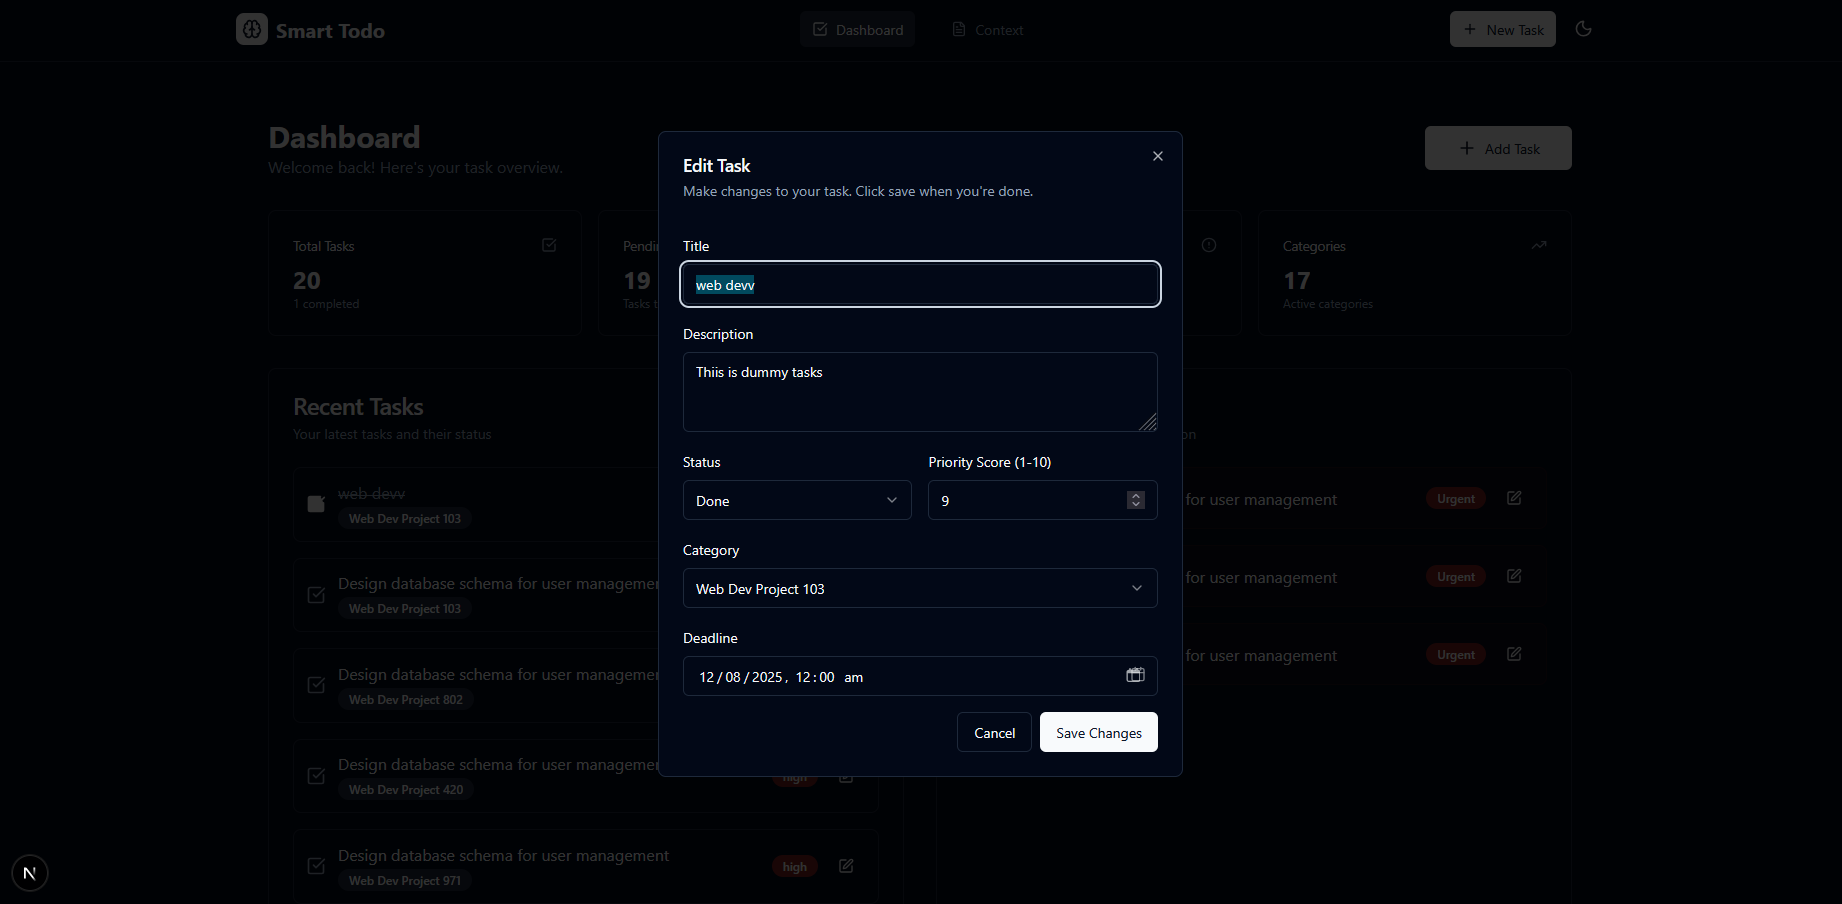 Smart Todo
Dashboard
Context
New Task
Dashboard
Welcome back! Here's your task overview.
Add Task
Total Tasks
20
1 completed
19
Categories
17
Active categories
Recent Tasks
Your latest tasks and their status
web devv
Web Dev Project 103
Design database schema for user
Web Dev Project 103
Design database schema for user
Web Dev Project 802
Design database schema for user
Web Dev Project 420
high
Design database schema for user management
Web Dev Project 971
high
for user management
Urgent
for user management
Urgent
for user management
Urgent
Edit Task
Make changes to your task. Click save when you're done.
Title
web devv
Description
Thiis is dummy tasks
Status
Done
Priority Score (1-10)
9
Category
Web Dev Project 103
Deadline
12/08/2025, 12:00 am
Cancel
Save Changes
N